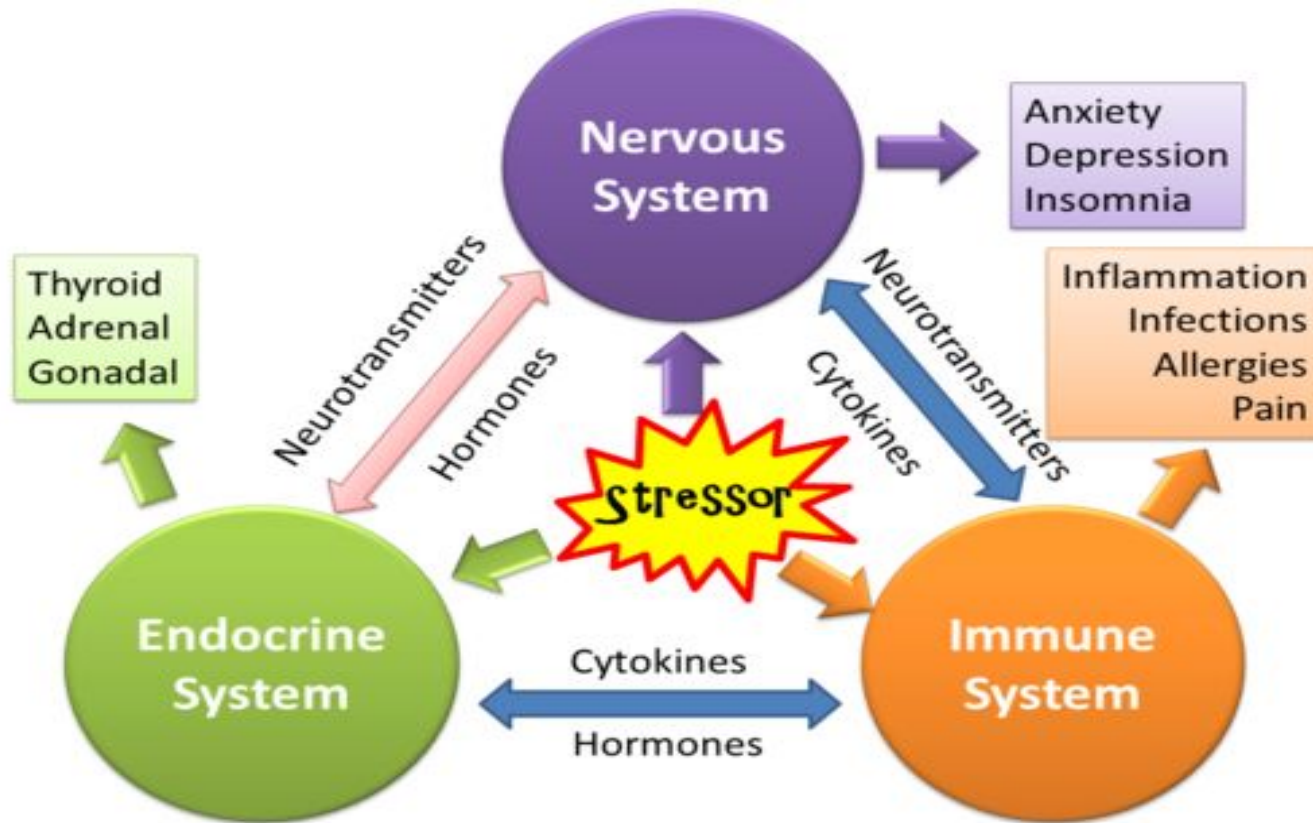 Nervous
System
Anxiety
Depression
Insomnia
Thyroid
Adrenal
Gonadal
Neurotransmitters
Hormones
Neurotransmitters
Cytokines
Inflammation
Infections
Allergies
Pain
Stressor
Endocrine
System
Cytokines
Hormones
Immune
System